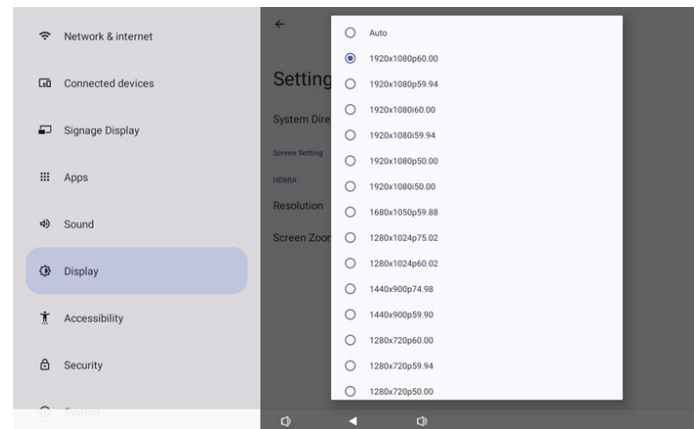 Network & internet
Connected devices
Signage Display
Apps
Sound
Display
Accessibility
Security
System
Setting
System Dire
Screen Setting
HDMIA
Resolution
Screen Zoor
Auto
1920x1080p60.00
1920x1080p59.94
1920x1080i60.00
1920x1080i59.94
1920x1080p50.00
1920x1080i50.00
1680x1050p59.88
1280x1024p75.02
1280x1024p60.02
1440x900p74.98
1440x900p59.90
1280x720p60.00
1280x720p59.94
1280x720p50.00